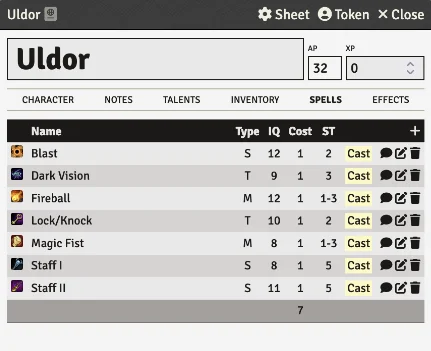 Uldor Sheet Token Close
Uldor AP 32 XP 0
CHARACTER NOTES TALENTS INVENTORY SPELLS EFFECTS
Name Type IQ Cost ST +
Blast S 12 1 2 Cast
Dark Vision T 9 1 3 Cast
Fireball M 12 1 1-3 Cast
Lock/Knock T 10 1 2 Cast
Magic Fist M 8 1 1-3 Cast
Staff I S 8 1 5 Cast
Staff II S 11 1 5 Cast
7